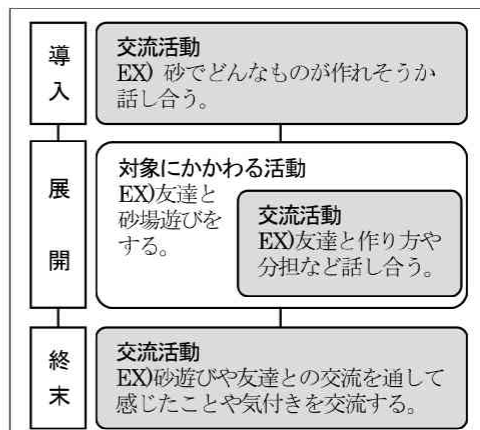 導入
交流活動
EX) 砂でどんなものが作れそうか
話し合う。
展開
対象にかかわる活動
EX)友達と
砂場遊びを
する。
交流活動
EX)友達と作り方や
分担など話し合う。
終末
交流活動
EX)砂遊びや友達との交流を通して
感じたことや気付きを交流する。